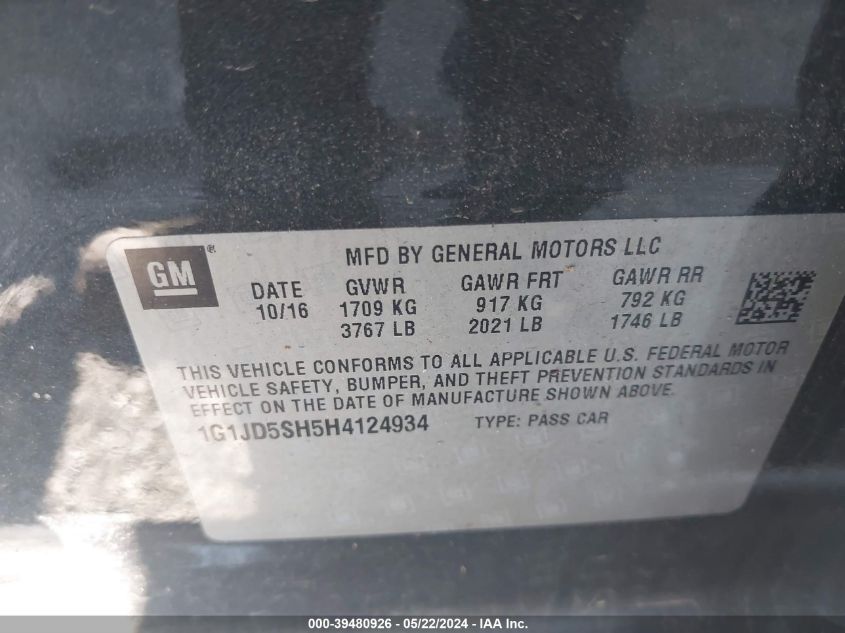 GM®
MFD BY GENERAL MOTORS LLC
DATE GVWR GAWR FRT GAWR RR
10/16 1709 KG 917 KG 792 KG
3767 LB 2021 LB 1746 LB
THIS VEHICLE CONFORMS TO ALL APPLICABLE U.S. FEDERAL MOTOR
VEHICLE SAFETY, BUMPER, AND THEFT PREVENTION STANDARDS IN
EFFECT ON THE DATE OF MANUFACTURE SHOWN ABOVE.
1G1JD5SH5H4124934 TYPE: PASS CAR
000-39480926 - 05/22/2024 - IAA Inc.